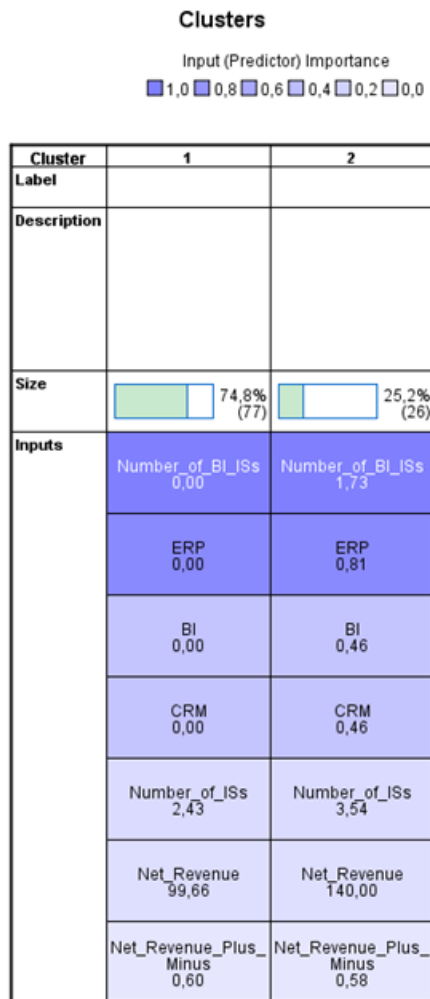 Clusters
Input (Predictor) Importance
1,0 0,8 0,6 0,4 0,2 0,0
Cluster 1 2
Label
Description
Size 74,8% 25,2%
(77) (26)
Inputs
Number_of_BI_ISs Number_of_BI_ISs
0,00 1,73
ERP ERP
0,00 0,81
BI BI
0,00 0,46
CRM CRM
0,00 0,46
Number_of_ISs Number_of_ISs
2,43 3,54
Net_Revenue Net_Revenue
99,66 140,00
Net_Revenue_Plus_ Net_Revenue_Plus_
Minus Minus
0,60 0,58